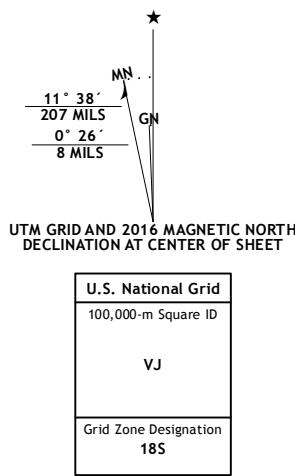 MN
GN
11° 38´
207 MILS
0° 26´
8 MILS
UTM GRID AND 2016 MAGNETIC NORTH
DECLINATION AT CENTER OF SHEET
U.S. National Grid
100,000-m Square ID
VJ
Grid Zone Designation
18S